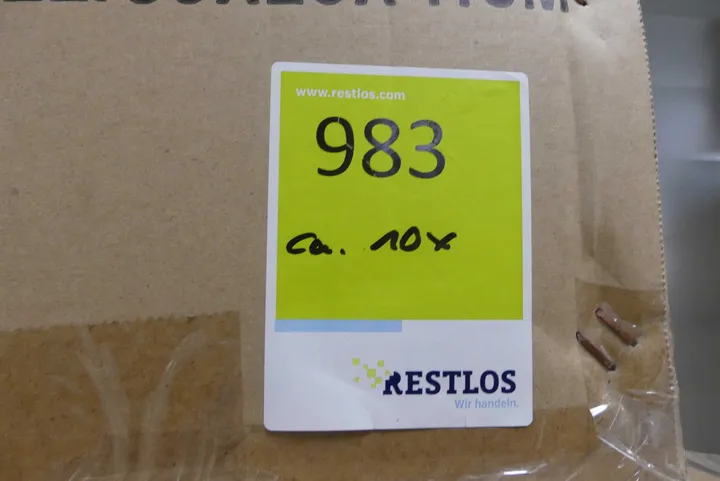 www.restlos.com
983
ca. 10x
RESTLOS
Wir handeln.